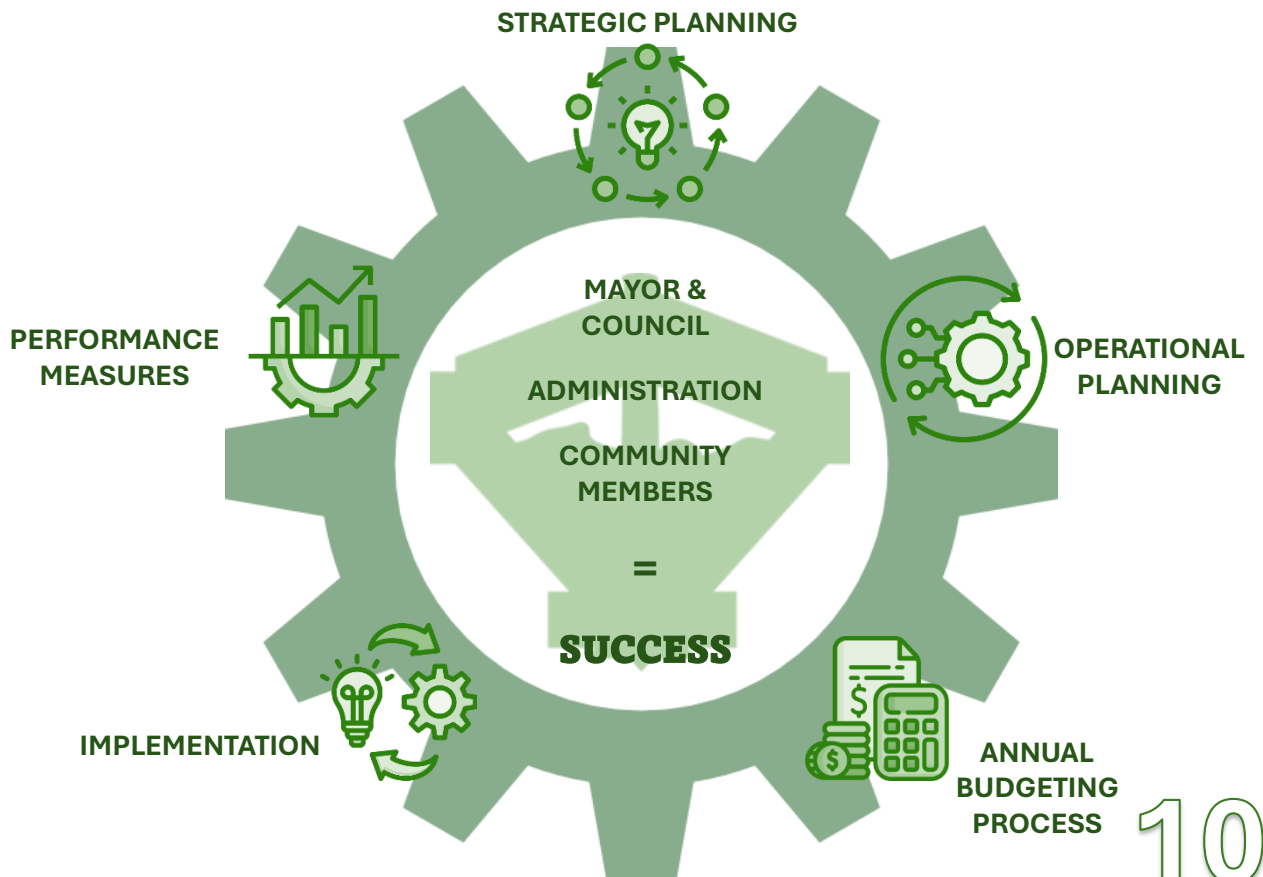 STRATEGIC PLANNING
MAYOR &
COUNCIL
PERFORMANCE
MEASURES
OPERATIONAL
PLANNING
ADMINISTRATION
COMMUNITY
MEMBERS
=
SUCCESS
IMPLEMENTATION
ANNUAL
BUDGETING
PROCESS
$
$
10